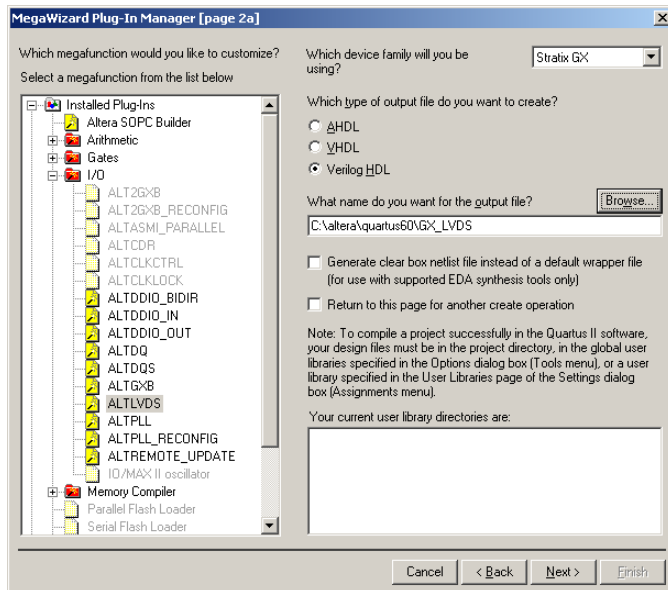 MegaWizard Plug-In Manager [page 2a]
Which megafunction would you like to customize?
Select a megafunction from the list below
Installed Plug-Ins
Altera SOPC Builder
Arithmetic
Gates
I/O
ALT2GXB
ALT2GXB_RECONFIG
ALTASMI_PARALLEL
ALTCDR
ALTCLKCTRL
ALTCLKLOCK
ALTDDIO_BIDIR
ALTDDIO_IN
ALTDDIO_OUT
ALTDQ
ALTDQS
ALTGXB
ALTLVDS
ALTPLL
ALTPLL_RECONFIG
ALTREMOTE_UPDATE
IO/MAX II oscillator
Memory Compiler
Parallel Flash Loader
Serial Flash Loader
Which device family will you be
using?
Stratix GX
Which type of output file do you want to create?
AHDL
VHDL
Verilog HDL
What name do you want for the output file?
Browse...
C:\altera\quartus60\GX_LVDS
Generate clear box netlist file instead of a default wrapper file
(for use with supported EDA synthesis tools only)
Return to this page for another create operation
Note: To compile a project successfully in the Quartus II software,
your design files must be in the project directory, in the global user
libraries specified in the Options dialog box (Tools menu), or a user
library specified in the User Libraries page of the Settings dialog
box (Assignments menu).
Your current user library directories are:
Cancel
< Back
Next >
Finish